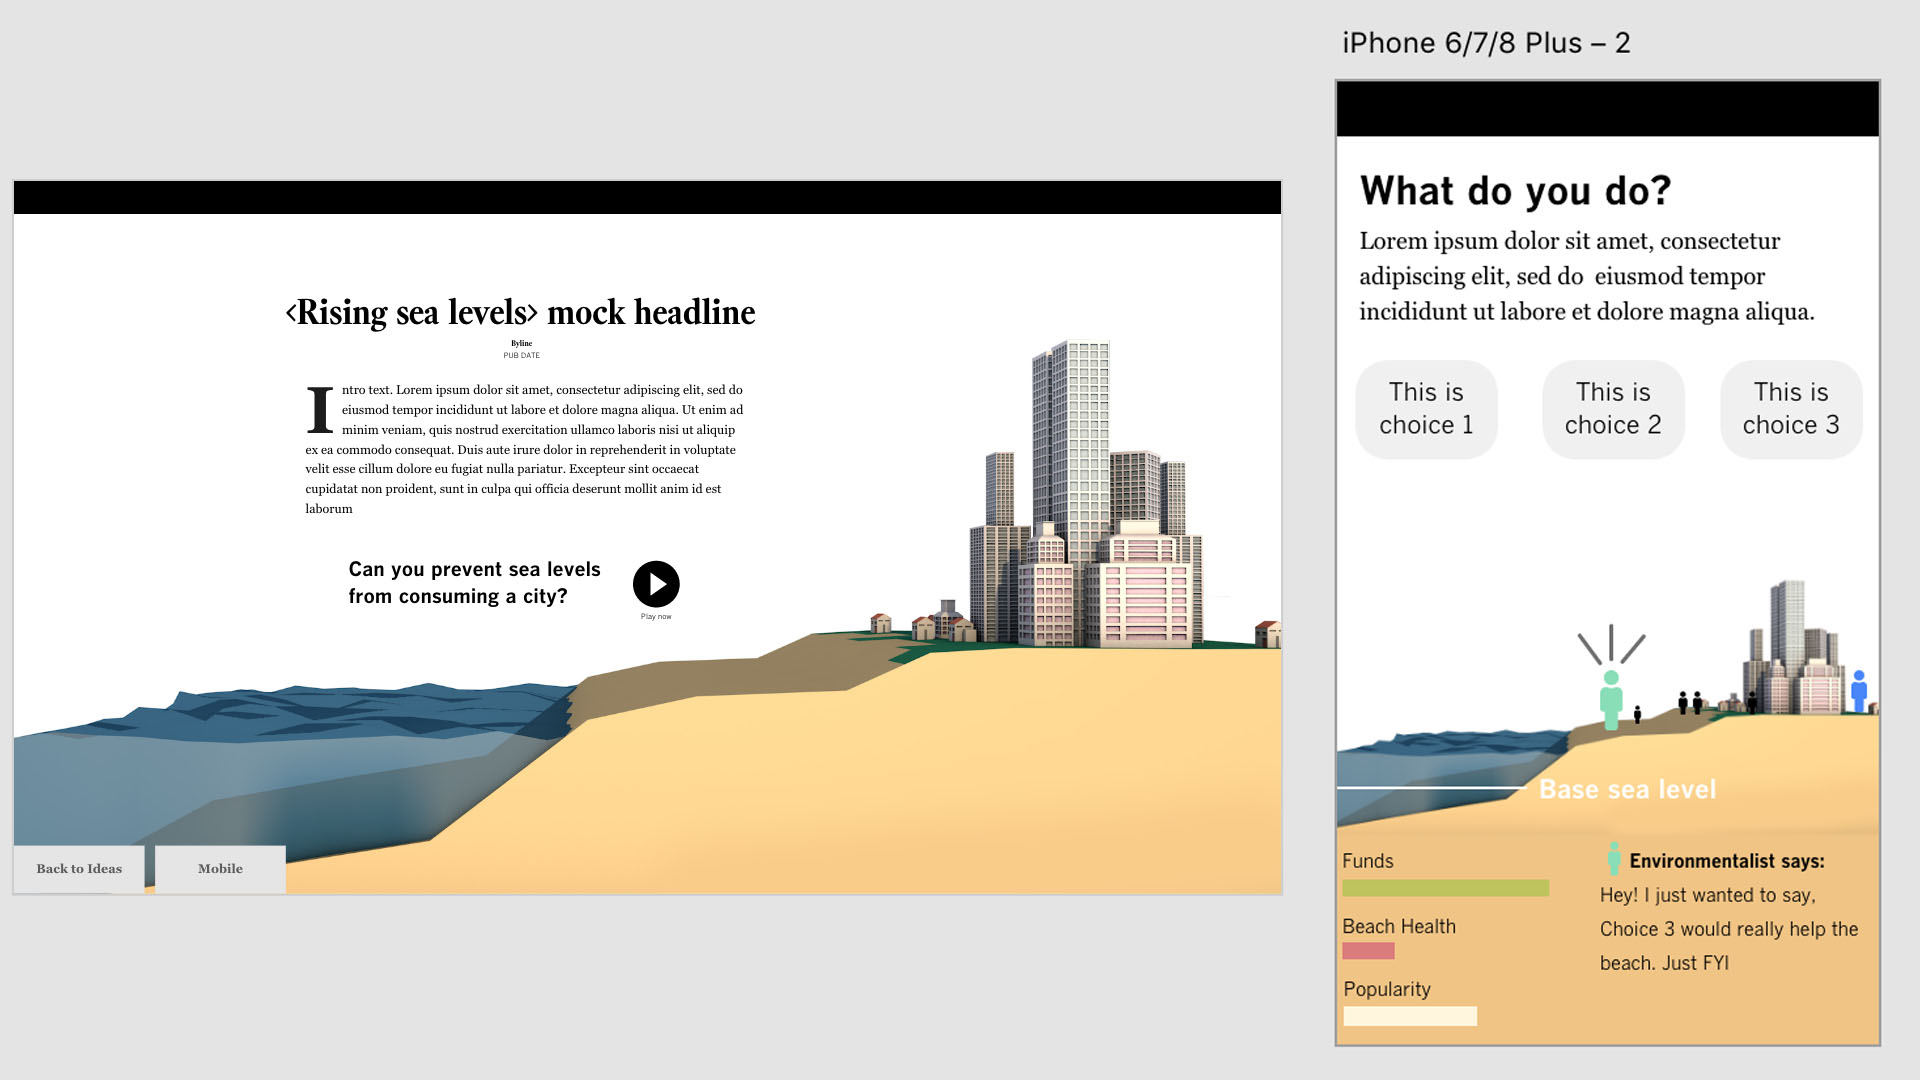 iPhone 6/7/8 Plus – 2
<Rising sea levels> mock headline
Byline
PUB DATE
Intro text. Lorem ipsum dolor sit amet, consectetur adipiscing elit, sed do
eiusmod tempor incididunt ut labore et dolore magna aliqua. Ut enim ad
minim veniam, quis nostrud exercitation ullamco laboris nisi ut aliquip
ex ea commodo consequat. Duis aute irure dolor in reprehenderit in voluptate
velit esse cillum dolore eu fugiat nulla pariatur. Excepteur sint occaecat
cupidatat non proident, sunt in culpa qui officia deserunt mollit anim id est
laborum
Can you prevent sea levels
from consuming a city?
Play now
Back to Ideas
Mobile
What do you do?
Lorem ipsum dolor sit amet, consectetur
adipiscing elit, sed do eiusmod tempor
incididunt ut labore et dolore magna aliqua.
This is
choice 1
This is
choice 2
This is
choice 3
Base sea level
Funds
Beach Health
Popularity
Environmentalist says:
Hey! I just wanted to say,
Choice 3 would really help the
beach. Just FYI